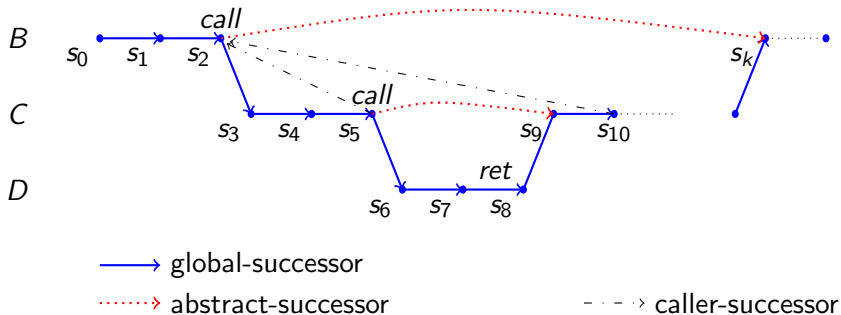 call
B
s0 s1 s2 sk
call
C
s3 s4 s5 s9 s10
ret
D
s6 s7 s8
global-successor
abstract-successor caller-successor